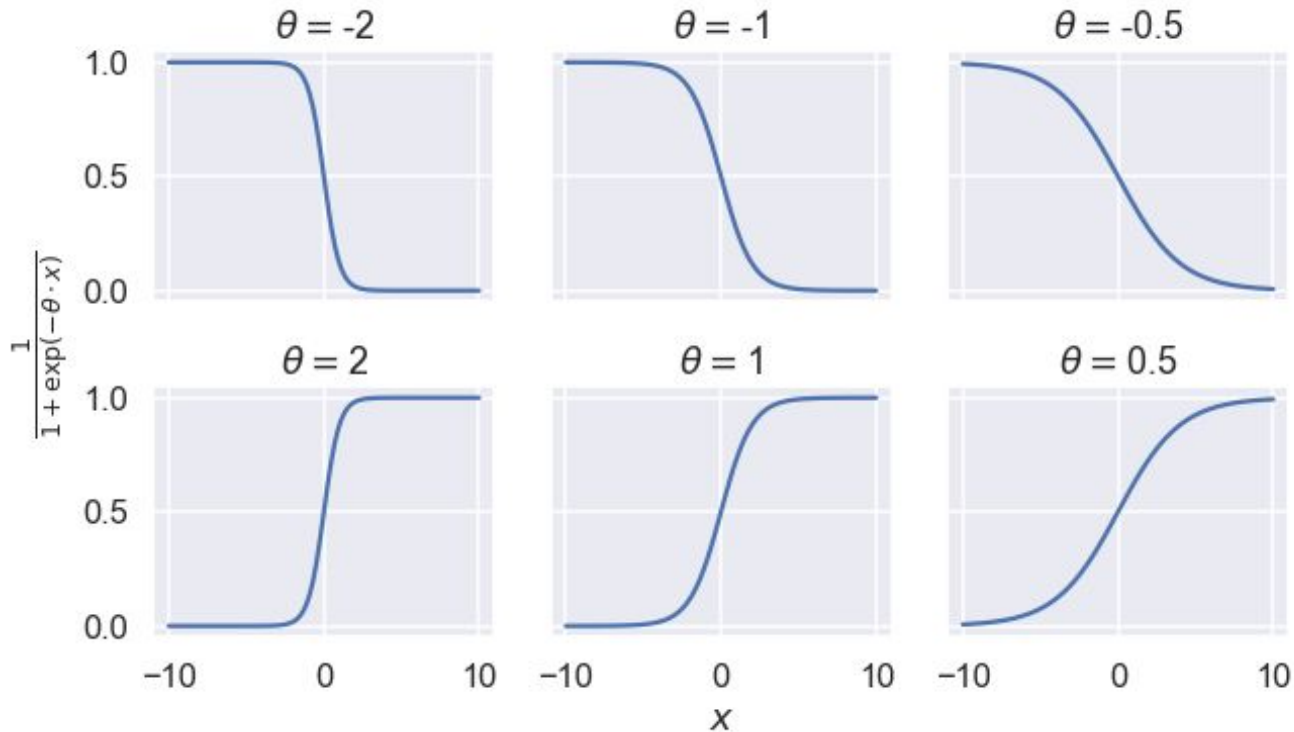 θ = -2
θ = -1
θ = -0.5
1.0
0.5
0.0
1
1 + exp(−θ · x)
θ = 2
θ = 1
θ = 0.5
1.0
0.5
0.0
−10 0 10
−10 0 10
−10 0 10
x